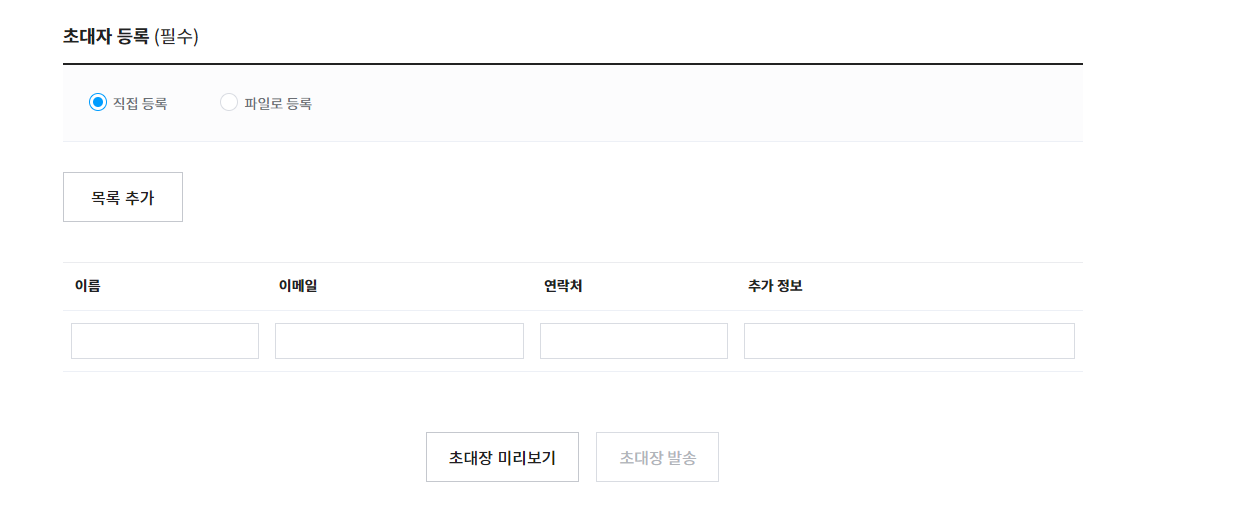 초대자 등록 (필수)
직접 등록 파일로 등록
목록 추가
이름 이메일 연락처 추가 정보
초대장 미리보기 초대장 발송